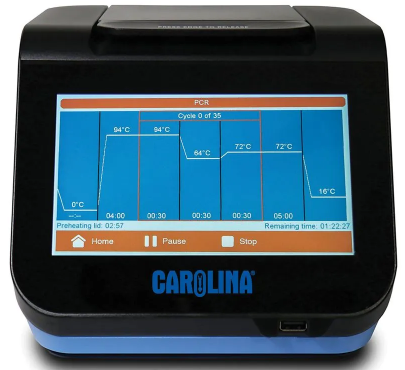 PRESS DOWN TO RELEASE
PCR
Cycle 0 of 35
94°C 94°C
64°C 72°C 72°C
16°C
0°C
--:-- 04:00 00:30 00:30 00:30 05:00
Preheating lid: 02:57 Remaining time: 01:22:27
Home Pause Stop
CAROLINA®